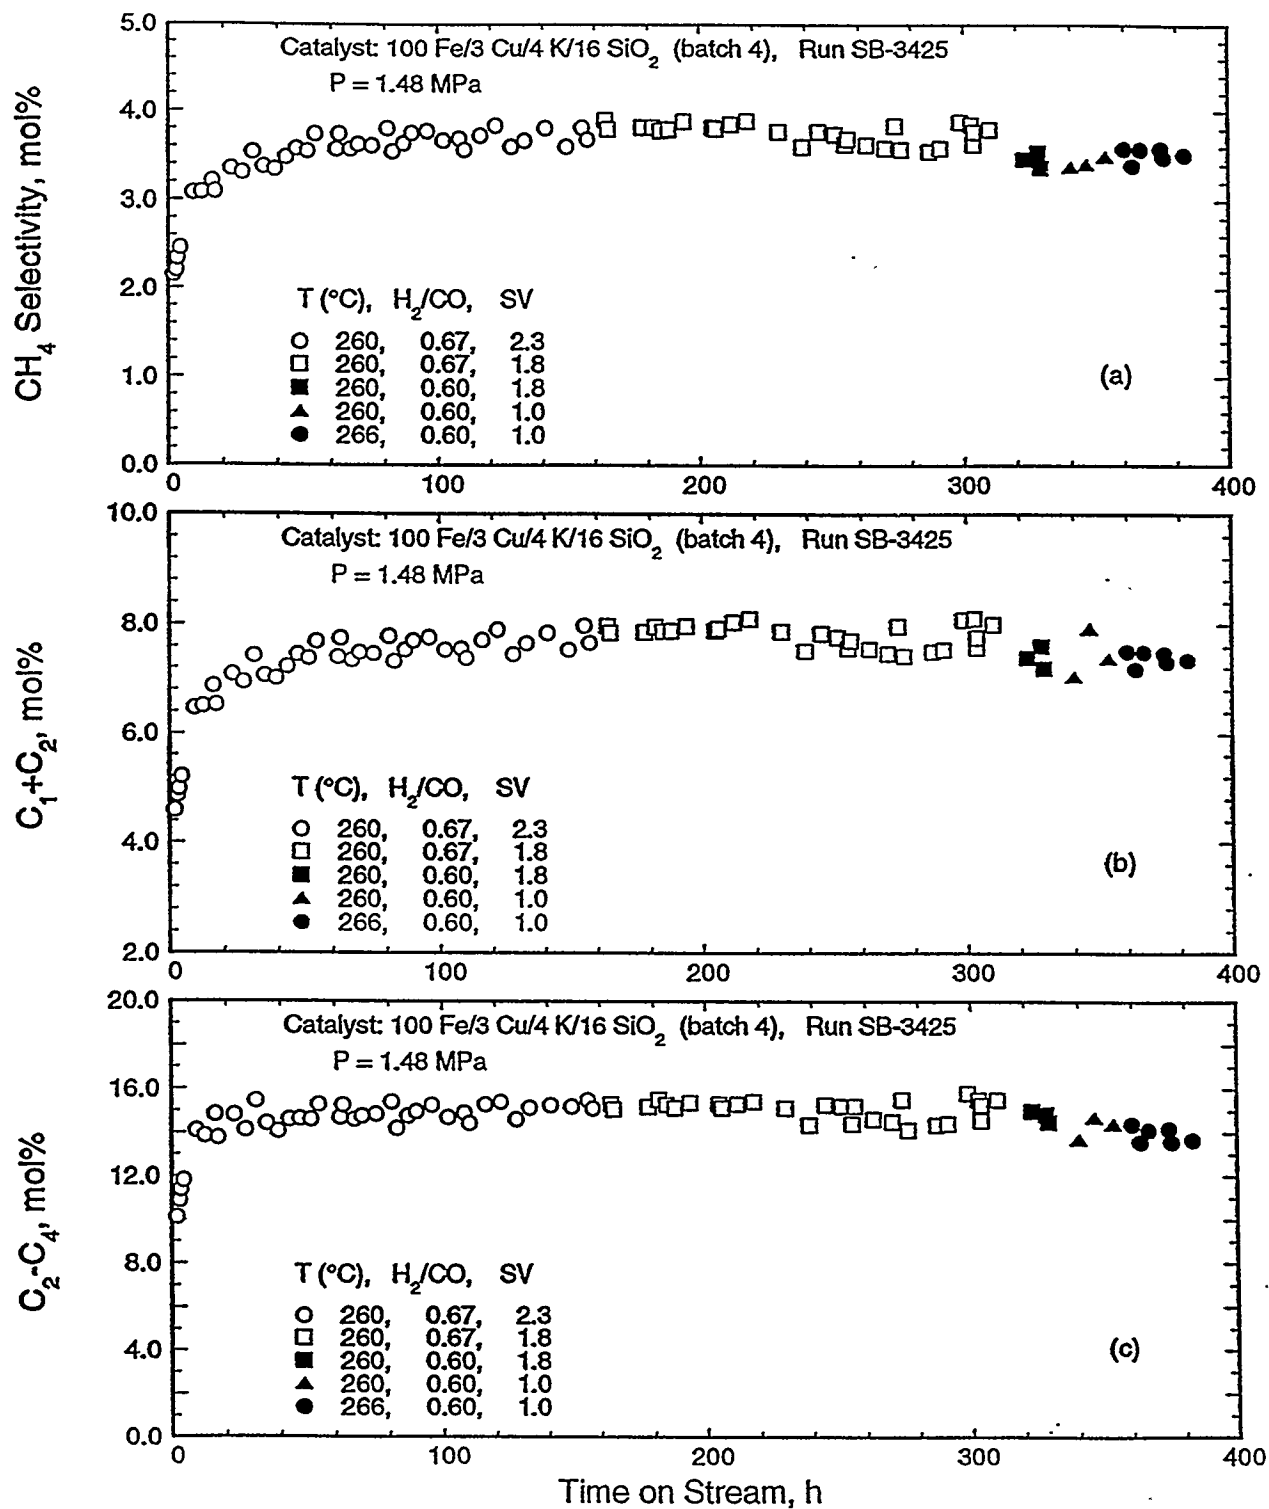 CH4 Selectivity, mol%
5.0
4.0
3.0
2.0
1.0
0.0
Catalyst: 100 Fe/3 Cu/4 K/16 SiO2 (batch 4), Run SB-3425
P = 1.48 MPa
T (°C), H2/CO, SV
○ 260, 0.67, 2.3
□ 260, 0.67, 1.8
■ 260, 0.60, 1.8
▲ 260, 0.60, 1.0
● 266, 0.60, 1.0
(a)
0 100 200 300 400
C1+C2, mol%
10.0
8.0
6.0
4.0
2.0
Catalyst: 100 Fe/3 Cu/4 K/16 SiO2 (batch 4), Run SB-3425
P = 1.48 MPa
T (°C), H2/CO, SV
○ 260, 0.67, 2.3
□ 260, 0.67, 1.8
■ 260, 0.60, 1.8
▲ 260, 0.60, 1.0
● 266, 0.60, 1.0
(b)
0 100 200 300 400
C2-C4, mol%
20.0
16.0
12.0
8.0
4.0
0.0
Catalyst: 100 Fe/3 Cu/4 K/16 SiO2 (batch 4), Run SB-3425
P = 1.48 MPa
T (°C), H2/CO, SV
○ 260, 0.67, 2.3
□ 260, 0.67, 1.8
■ 260, 0.60, 1.8
▲ 260, 0.60, 1.0
● 266, 0.60, 1.0
(c)
0 100 200 300 400
Time on Stream, h